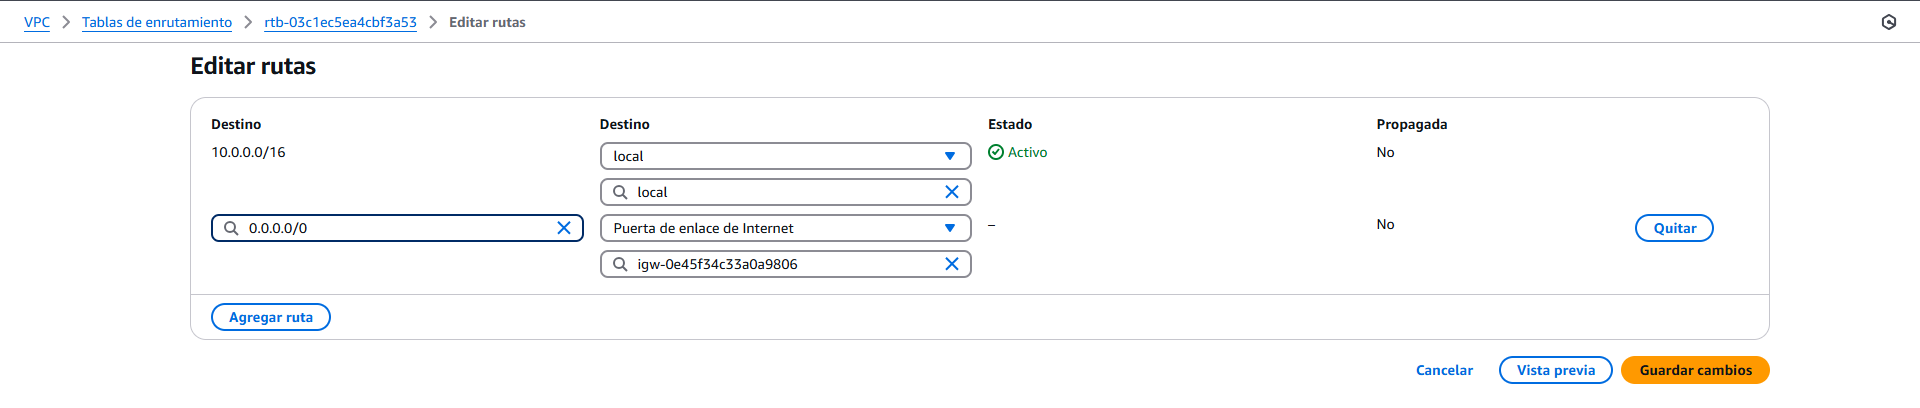 VPC > Tablas de enrutamiento > rtb-03c1ec5ea4cbf3a53 > Editar rutas
Editar rutas
Destino Destino Estado Propagada
10.0.0.0/16 local Activo No
local
0.0.0.0/0 Puerta de enlace de Internet – No Quitar
igw-0e45f34c33a0a9806
Agregar ruta
Cancelar Vista previa Guardar cambios